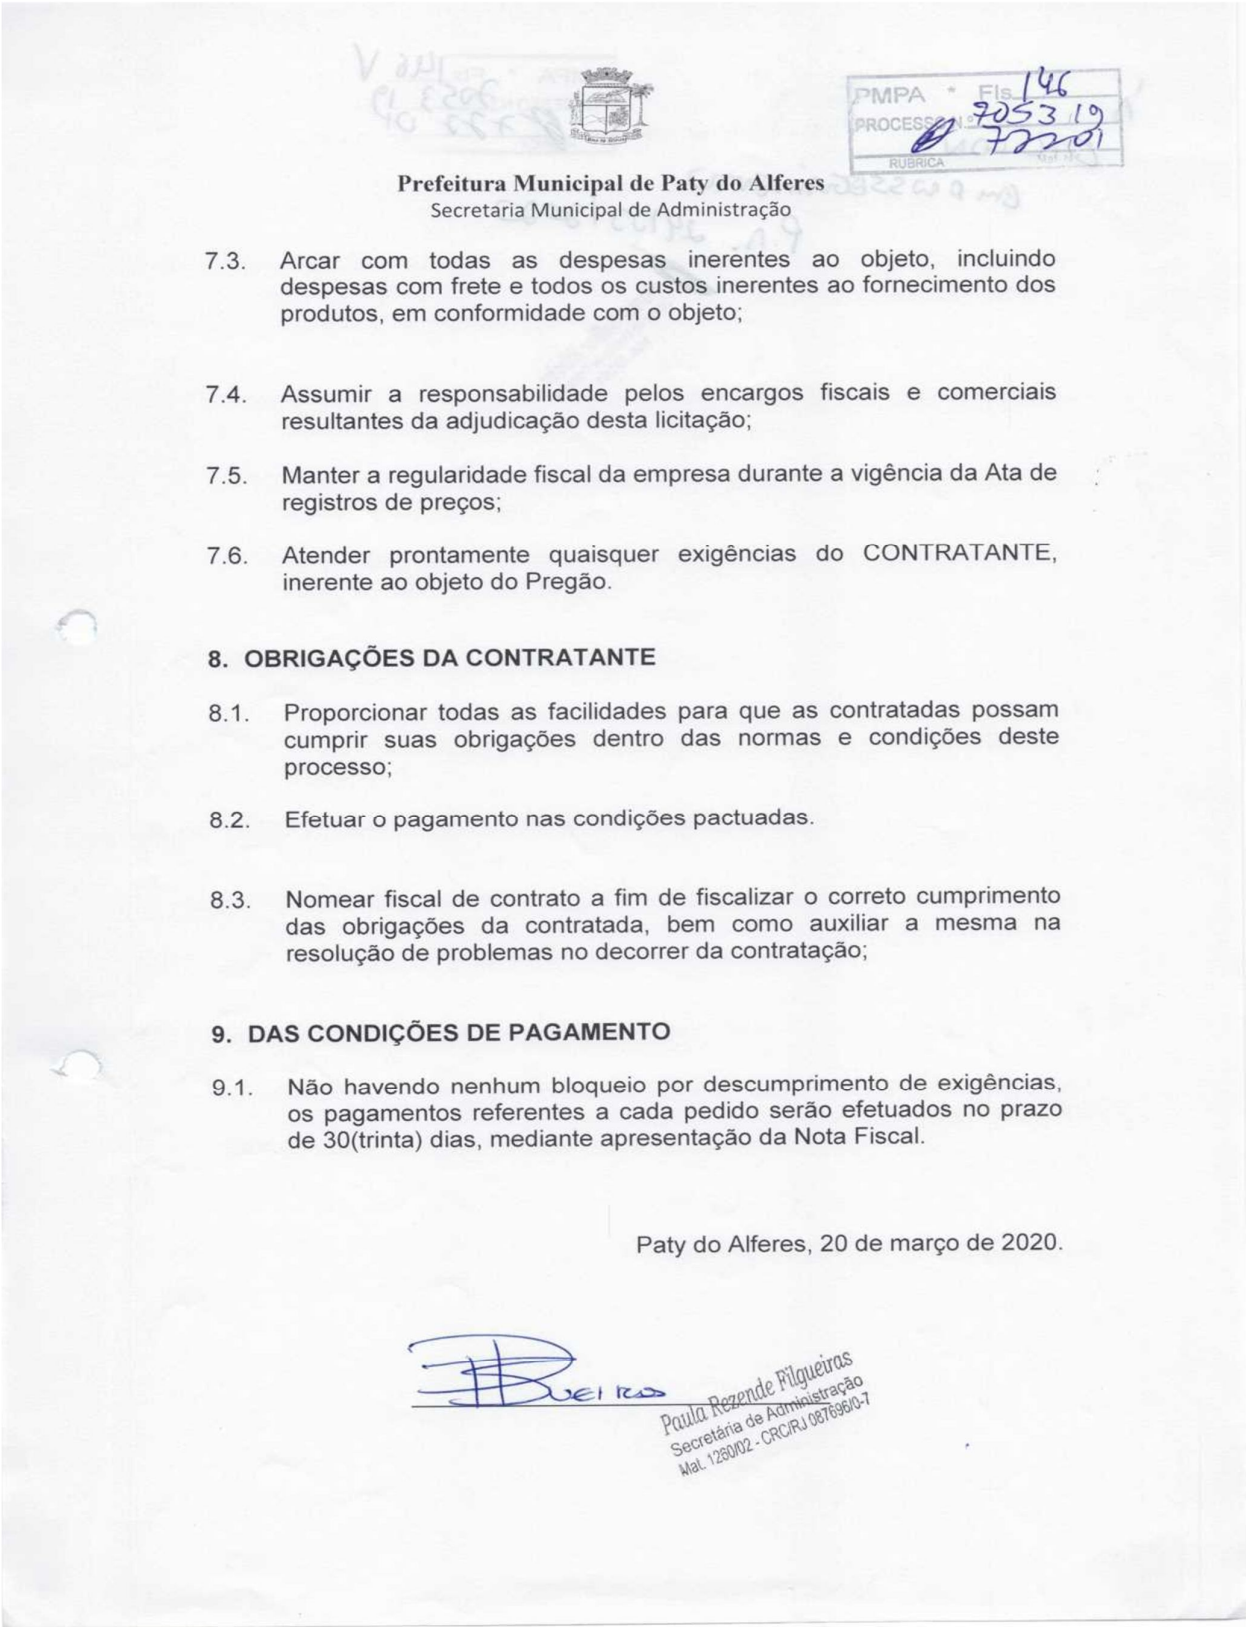 PMPA * Fls. 146
PROCESSO N.º 7053/19
72201
RUBRICA
Prefeitura Municipal de Paty do Alferes
Secretaria Municipal de Administração
7.3. Arcar com todas as despesas inerentes ao objeto, incluindo
despesas com frete e todos os custos inerentes ao fornecimento dos
produtos, em conformidade com o objeto;
7.4. Assumir a responsabilidade pelos encargos fiscais e comerciais
resultantes da adjudicação desta licitação;
7.5. Manter a regularidade fiscal da empresa durante a vigência da Ata de
registros de preços;
7.6. Atender prontamente quaisquer exigências do CONTRATANTE,
inerente ao objeto do Pregão.
8. OBRIGAÇÕES DA CONTRATANTE
8.1. Proporcionar todas as facilidades para que as contratadas possam
cumprir suas obrigações dentro das normas e condições deste
processo;
8.2. Efetuar o pagamento nas condições pactuadas.
8.3. Nomear fiscal de contrato a fim de fiscalizar o correto cumprimento
das obrigações da contratada, bem como auxiliar a mesma na
resolução de problemas no decorrer da contratação;
9. DAS CONDIÇÕES DE PAGAMENTO
9.1. Não havendo nenhum bloqueio por descumprimento de exigências,
os pagamentos referentes a cada pedido serão efetuados no prazo
de 30(trinta) dias, mediante apresentação da Nota Fiscal.
Paty do Alferes, 20 de março de 2020.
Paula Rezende Filgueiras
Secretária de Administração
Mat. 1260/02 - CRC/RJ 087696/0-7